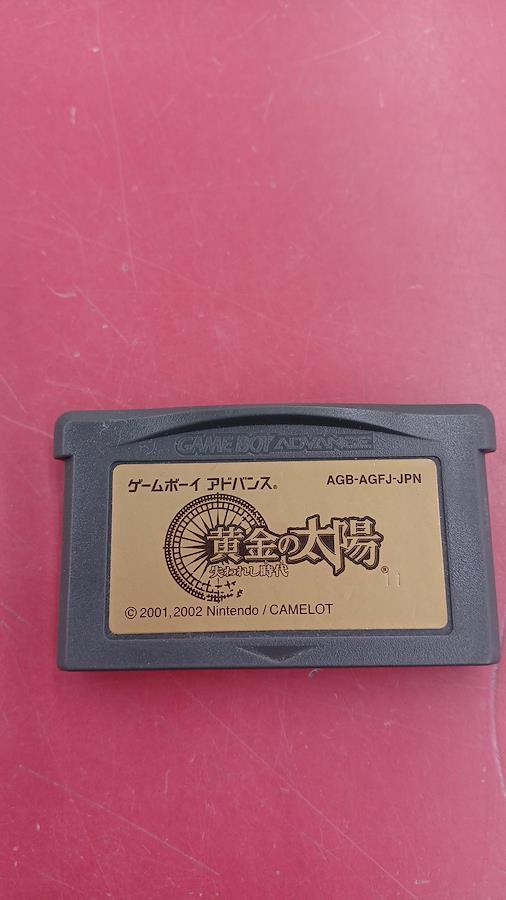 GAME BOY ADVANCE
ゲームボーイ アドバンス® AGB-AGFJ-JPN
黄金の太陽®
失われし時代
11
© 2001,2002 Nintendo / CAMELOT